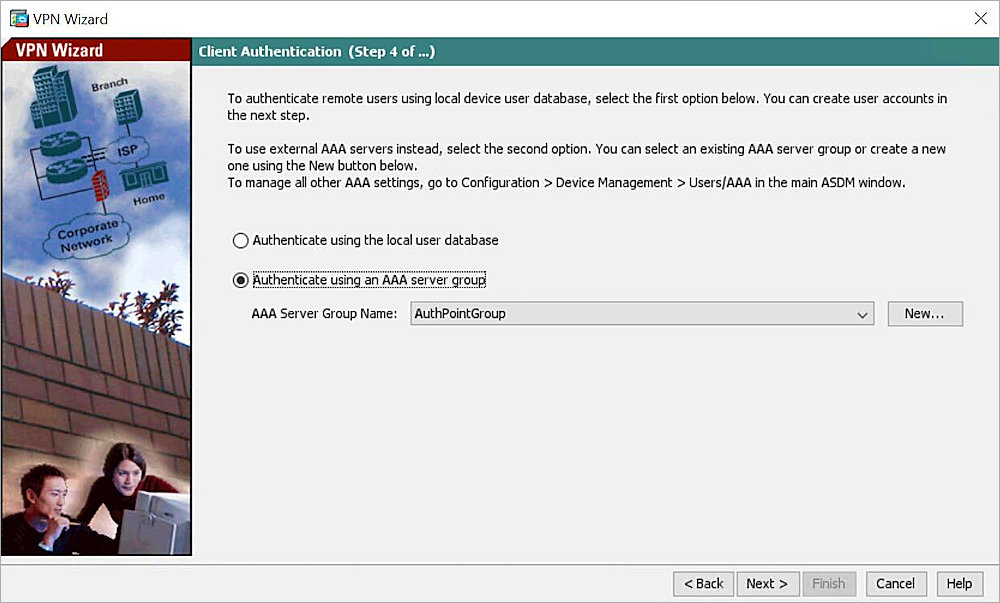 VPN Wizard
VPN Wizard
Client Authentication (Step 4 of ...)
Branch
ISP
Home
Corporate
Network
To authenticate remote users using local device user database, select the first option below. You can create user accounts in
the next step.
To use external AAA servers instead, select the second option. You can select an existing AAA server group or create a new
one using the New button below.
To manage all other AAA settings, go to Configuration > Device Management > Users/AAA in the main ASDM window.
Authenticate using the local user database
Authenticate using an AAA server group
AAA Server Group Name: AuthPointGroup New...
< Back Next > Finish Cancel Help